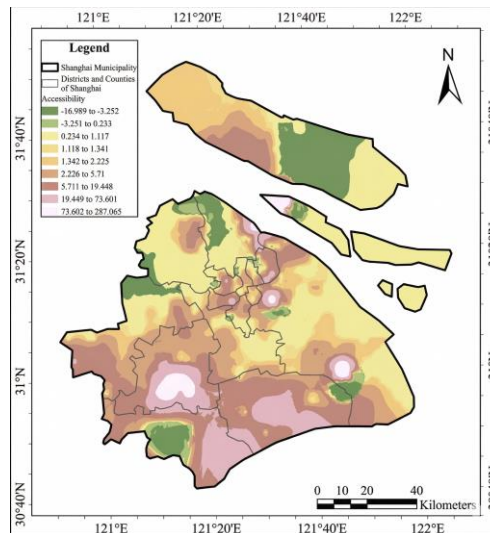 121°E 121°20' 121°40' 122°E
Legend
Shanghai Municipality
Districts and Counties
of Shanghai
Accessibility
-16.989 to -3.252
-3.251 to 0.233
0.234 to 1.117
1.118 to 1.341
1.342 to 2.225
2.226 to 5.71
5.711 to 19.448
19.449 to 73.601
73.602 to 287.065
N
31°40'
31°20'
31°N
30°40'
0 10 20 40
Kilometers
121°E 121°20' 121°40' 122°E